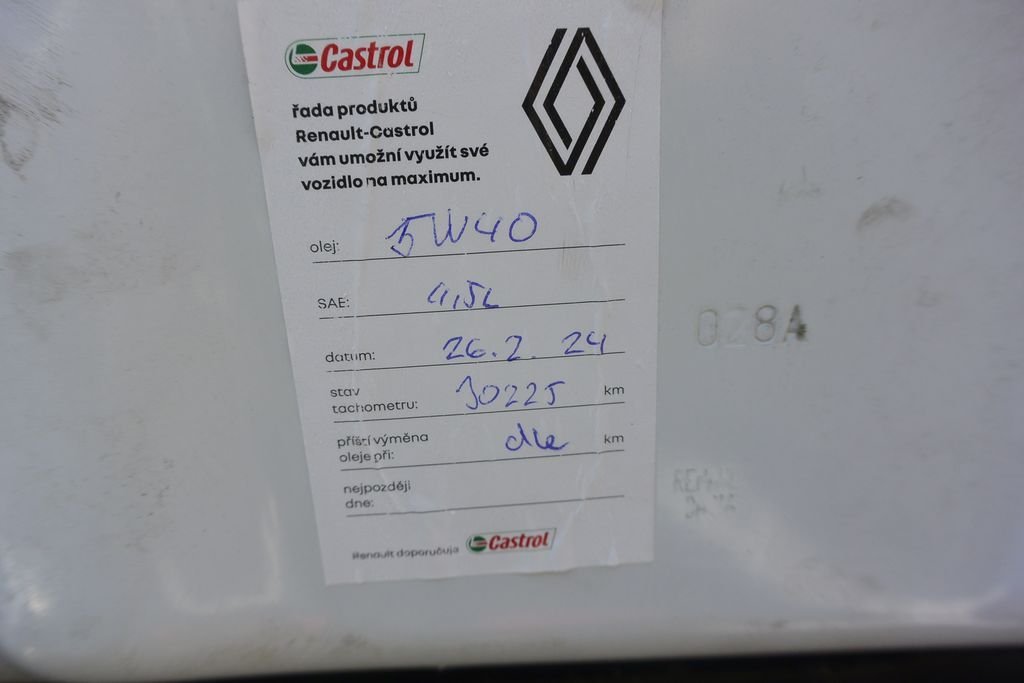 Castrol
řada produktů
Renault-Castrol
vám umožní využít své
vozidlo na maximum.
olej: 5W40
SAE: 4,5L
datum: 26.2. 24
stav
tachometru: 30225 km
příští výměna
oleje při: dle km
nejpozději
dne:
Renault doporučuje Castrol
028A